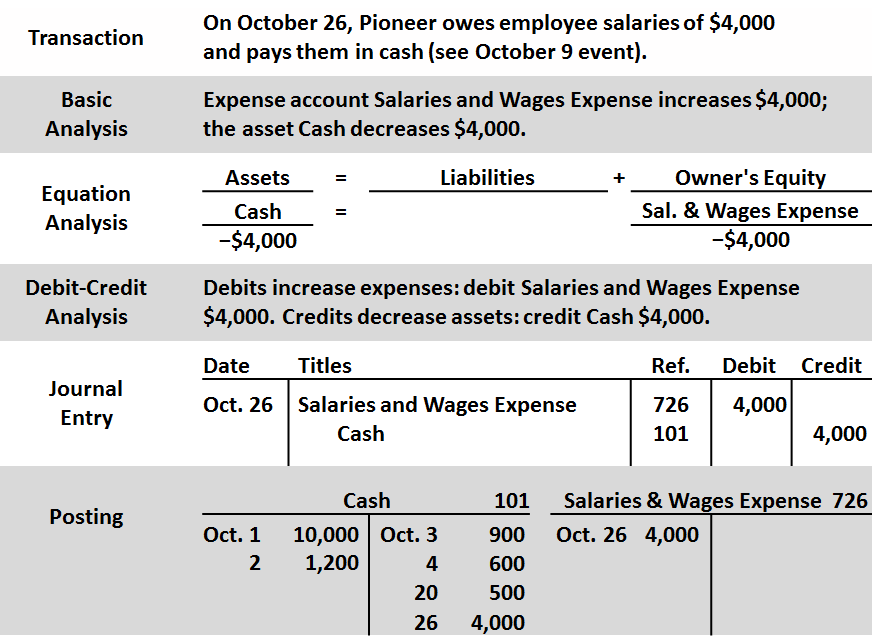 Transaction
On October 26, Pioneer owes employee salaries of $4,000
and pays them in cash (see October 9 event).
Basic
Analysis
Expense account Salaries and Wages Expense increases $4,000;
the asset Cash decreases $4,000.
Equation
Analysis
Assets = Liabilities + Owner's Equity
Cash = Sal. & Wages Expense
−$4,000 −$4,000
Debit-Credit
Analysis
Debits increase expenses: debit Salaries and Wages Expense
$4,000. Credits decrease assets: credit Cash $4,000.
Journal
Entry
Date Titles Ref. Debit Credit
Oct. 26 Salaries and Wages Expense 726 4,000
Cash 101 4,000
Posting
Cash 101 Salaries & Wages Expense 726
Oct. 1 10,000 Oct. 3 900 Oct. 26 4,000
2 1,200 4 600
20 500
26 4,000